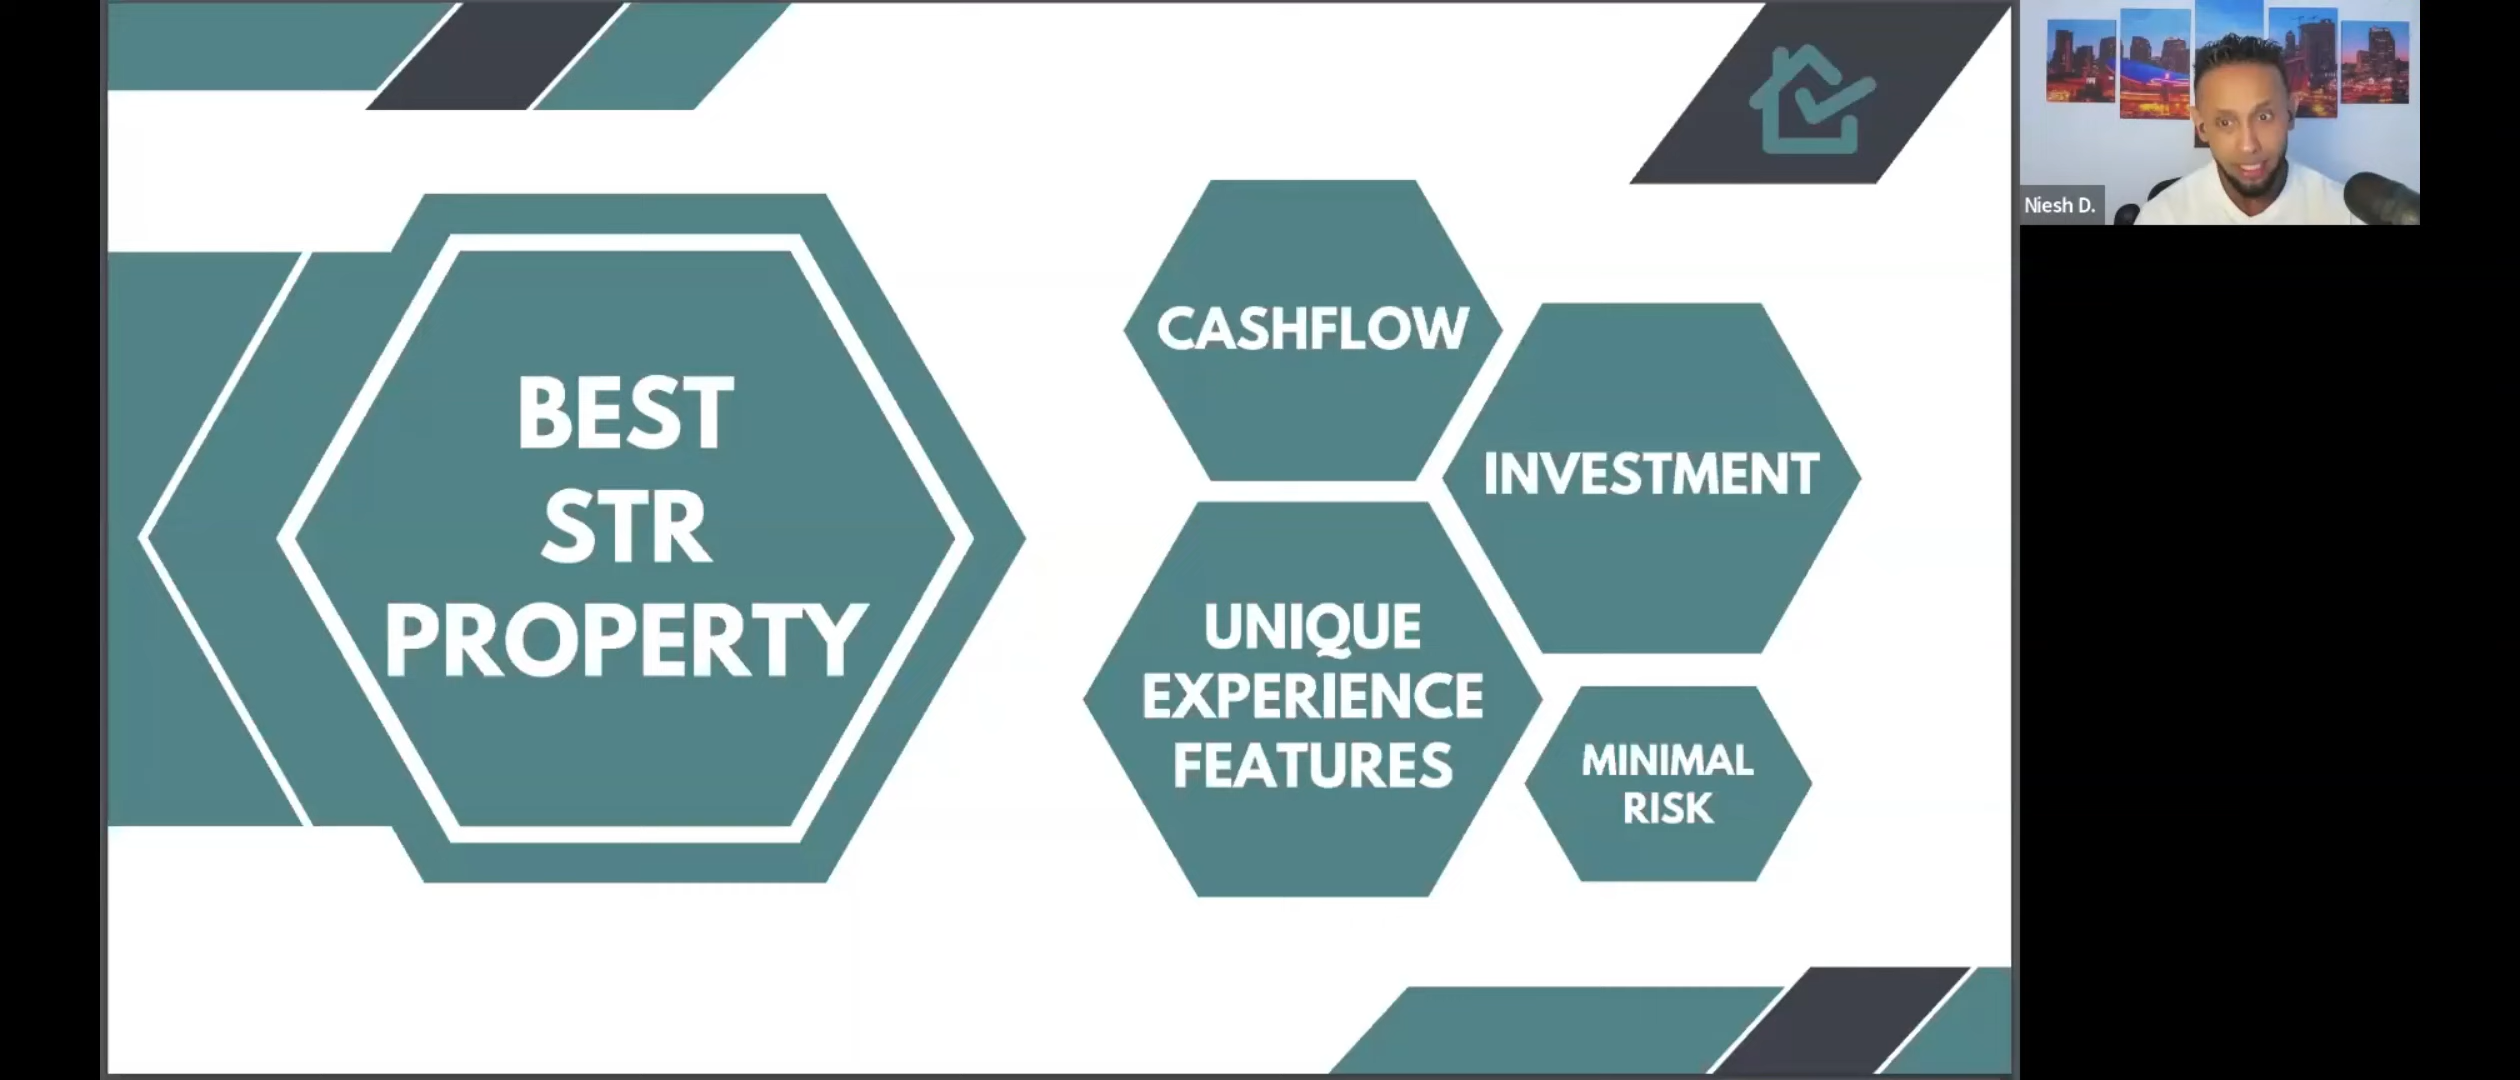 BEST
STR
PROPERTY
CASHFLOW
INVESTMENT
UNIQUE
EXPERIENCE
FEATURES
MINIMAL
RISK
Niesh D.